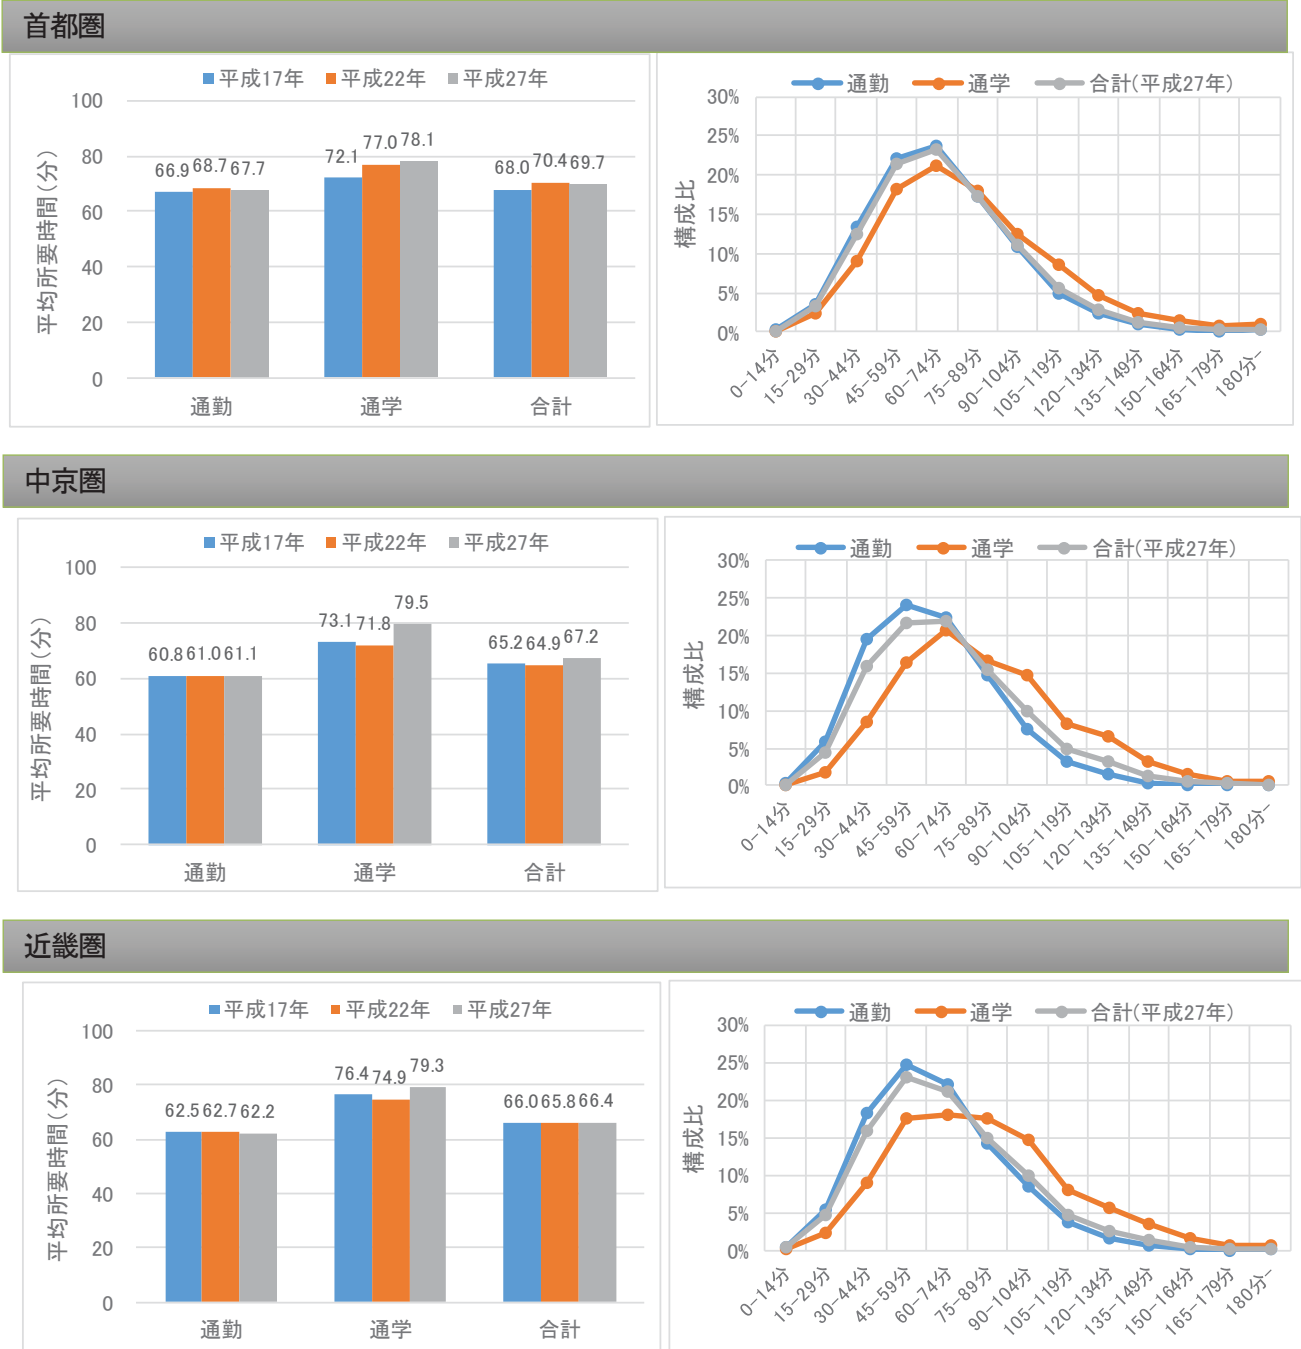 首都圏
平成17年 平成22年 平成27年
平均所要時間(分)
100
80
60
40
20
0
66.9 68.7 67.7
72.1 77.0 78.1
68.0 70.4 69.7
通勤 通学 合計
通勤 通学 合計(平成27年)
構成比
30%
25%
20%
15%
10%
5%
0%
0-14分 15-29分 30-44分 45-59分 60-74分 75-89分 90-104分 105-119分 120-134分 135-149分 150-164分 165-179分 180分~
中京圏
平成17年 平成22年 平成27年
平均所要時間(分)
100
80
60
40
20
0
60.8 61.0 61.1
73.1 71.8 79.5
65.2 64.9 67.2
通勤 通学 合計
通勤 通学 合計(平成27年)
構成比
30%
25%
20%
15%
10%
5%
0%
0-14分 15-29分 30-44分 45-59分 60-74分 75-89分 90-104分 105-119分 120-134分 135-149分 150-164分 165-179分 180分~
近畿圏
平成17年 平成22年 平成27年
平均所要時間(分)
100
80
60
40
20
0
62.5 62.7 62.2
76.4 74.9 79.3
66.0 65.8 66.4
通勤 通学 合計
通勤 通学 合計(平成27年)
構成比
30%
25%
20%
15%
10%
5%
0%
0-14分 15-29分 30-44分 45-59分 60-74分 75-89分 90-104分 105-119分 120-134分 135-149分 150-164分 165-179分 180分~